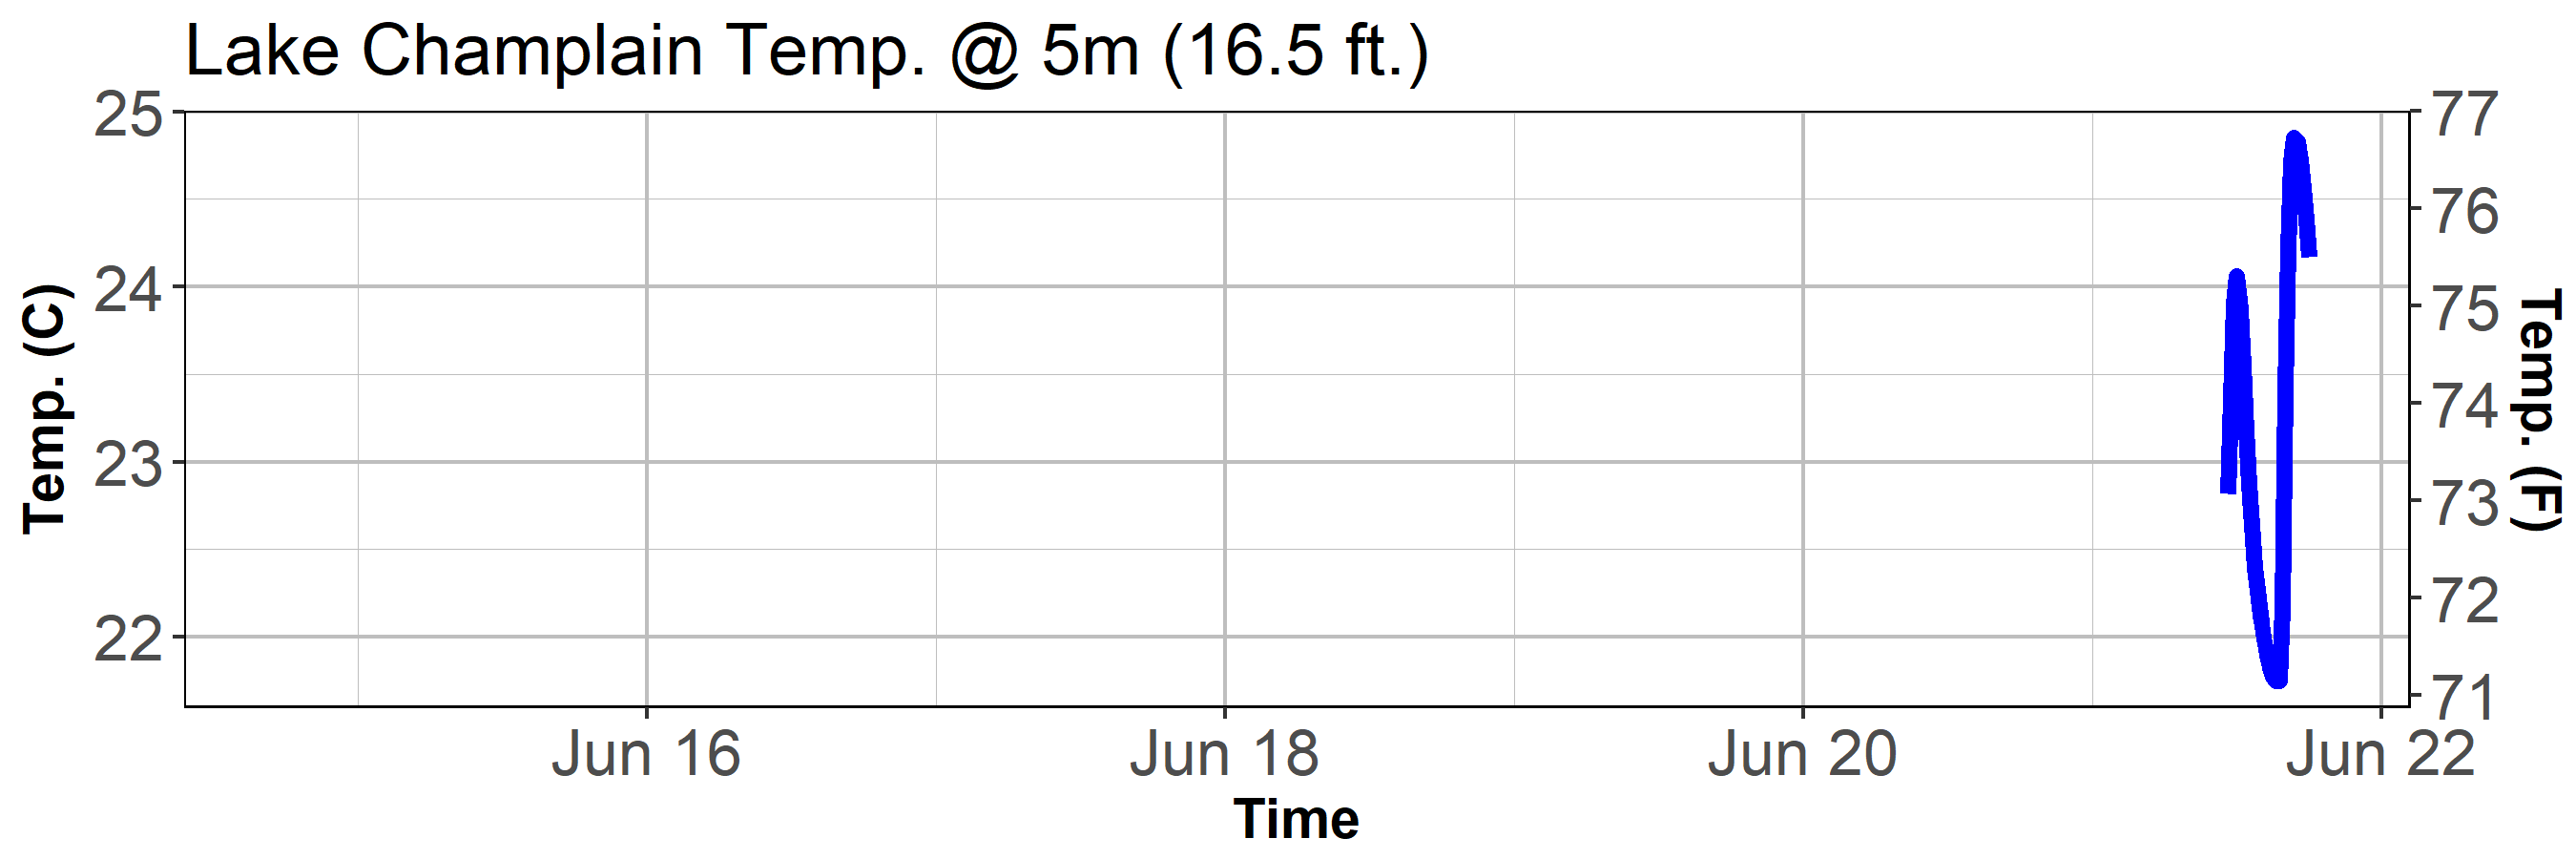 Lake Champlain Temp. @ 5m (16.5 ft.)
25
24
23
22
Temp. (C)
77
76
75
74
73
72
71
Temp. (F)
Jun 16
Jun 18
Jun 20
Jun 22
Time